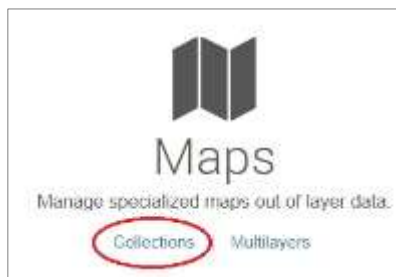 Maps
Manage specialized maps out of layer data.
Collections Multilayers